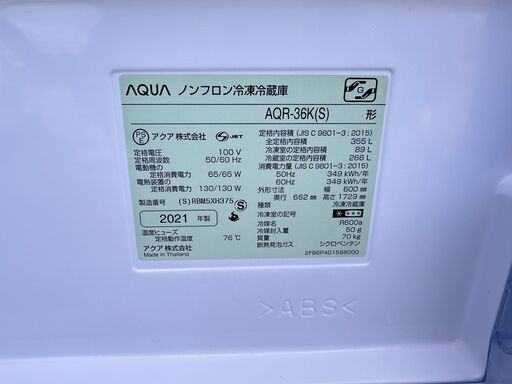 AQUA ノンフロン冷凍冷蔵庫
G
AQR-36K(S) 形
PSE アクア 株式会社 S-JET
定格電圧 100 V
定格周波数 50/60 Hz
電動機の
定格消費電力 65/65 W
電熱装置の
定格消費電力 130/130 W
製造番号 (S) RBM5XH375 S
2021 年製
温度ヒューズ
定格動作温度 76℃
アクア 株式会社
Made in Thailand
定格内容積 (JIS C 9801-3 : 2015)
全定格内容積 355 L
冷凍室の定格内容積 89 L
冷蔵室の定格内容積 266 L
消費電力量 (JIS C 9801-3 : 2015)
50Hz 349 kWh/年
60Hz 349 kWh/年
外形寸法 幅 600 mm
奥行 662 mm 高さ 1729 mm
種類 冷凍冷蔵庫
冷凍室の記号
冷媒名 R600a
冷媒封入量 50 g
質量 70 kg
断熱発泡ガス シクロペンタン
>ABS<